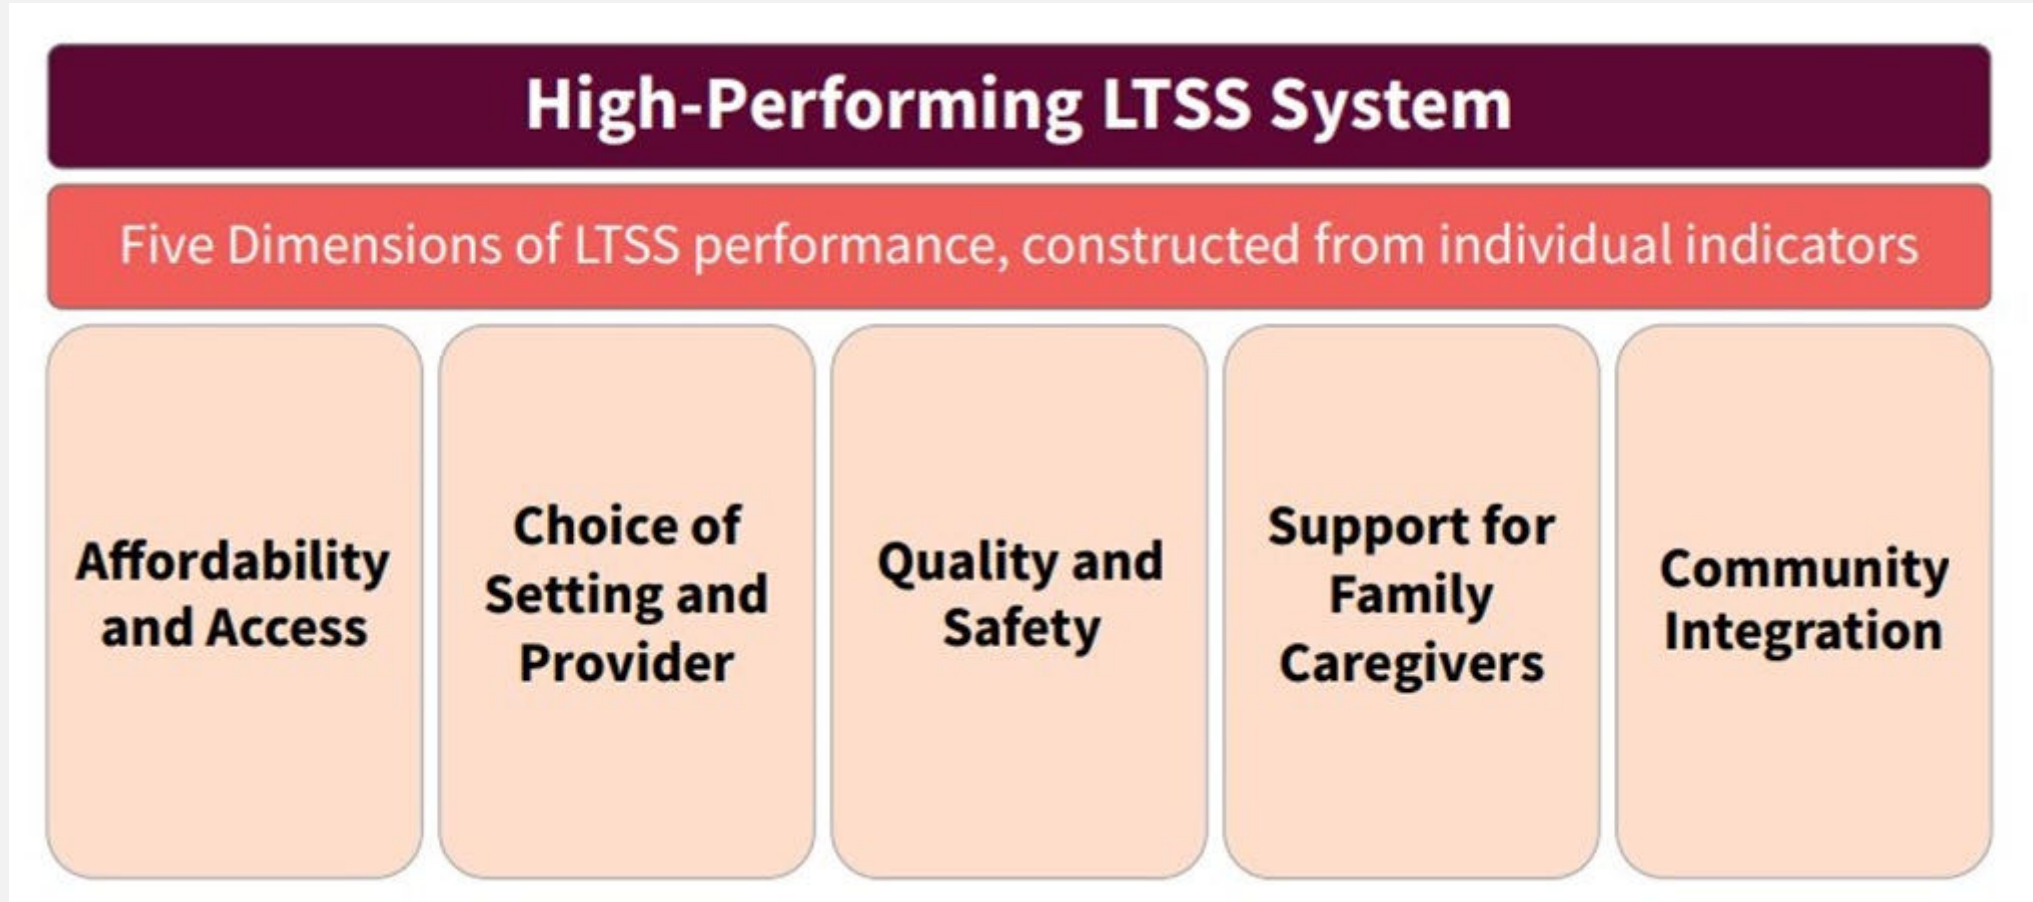 High-Performing LTSS System
Five Dimensions of LTSS performance, constructed from individual indicators
Affordability
and Access
Choice of
Setting and
Provider
Quality and
Safety
Support for
Family
Caregivers
Community
Integration